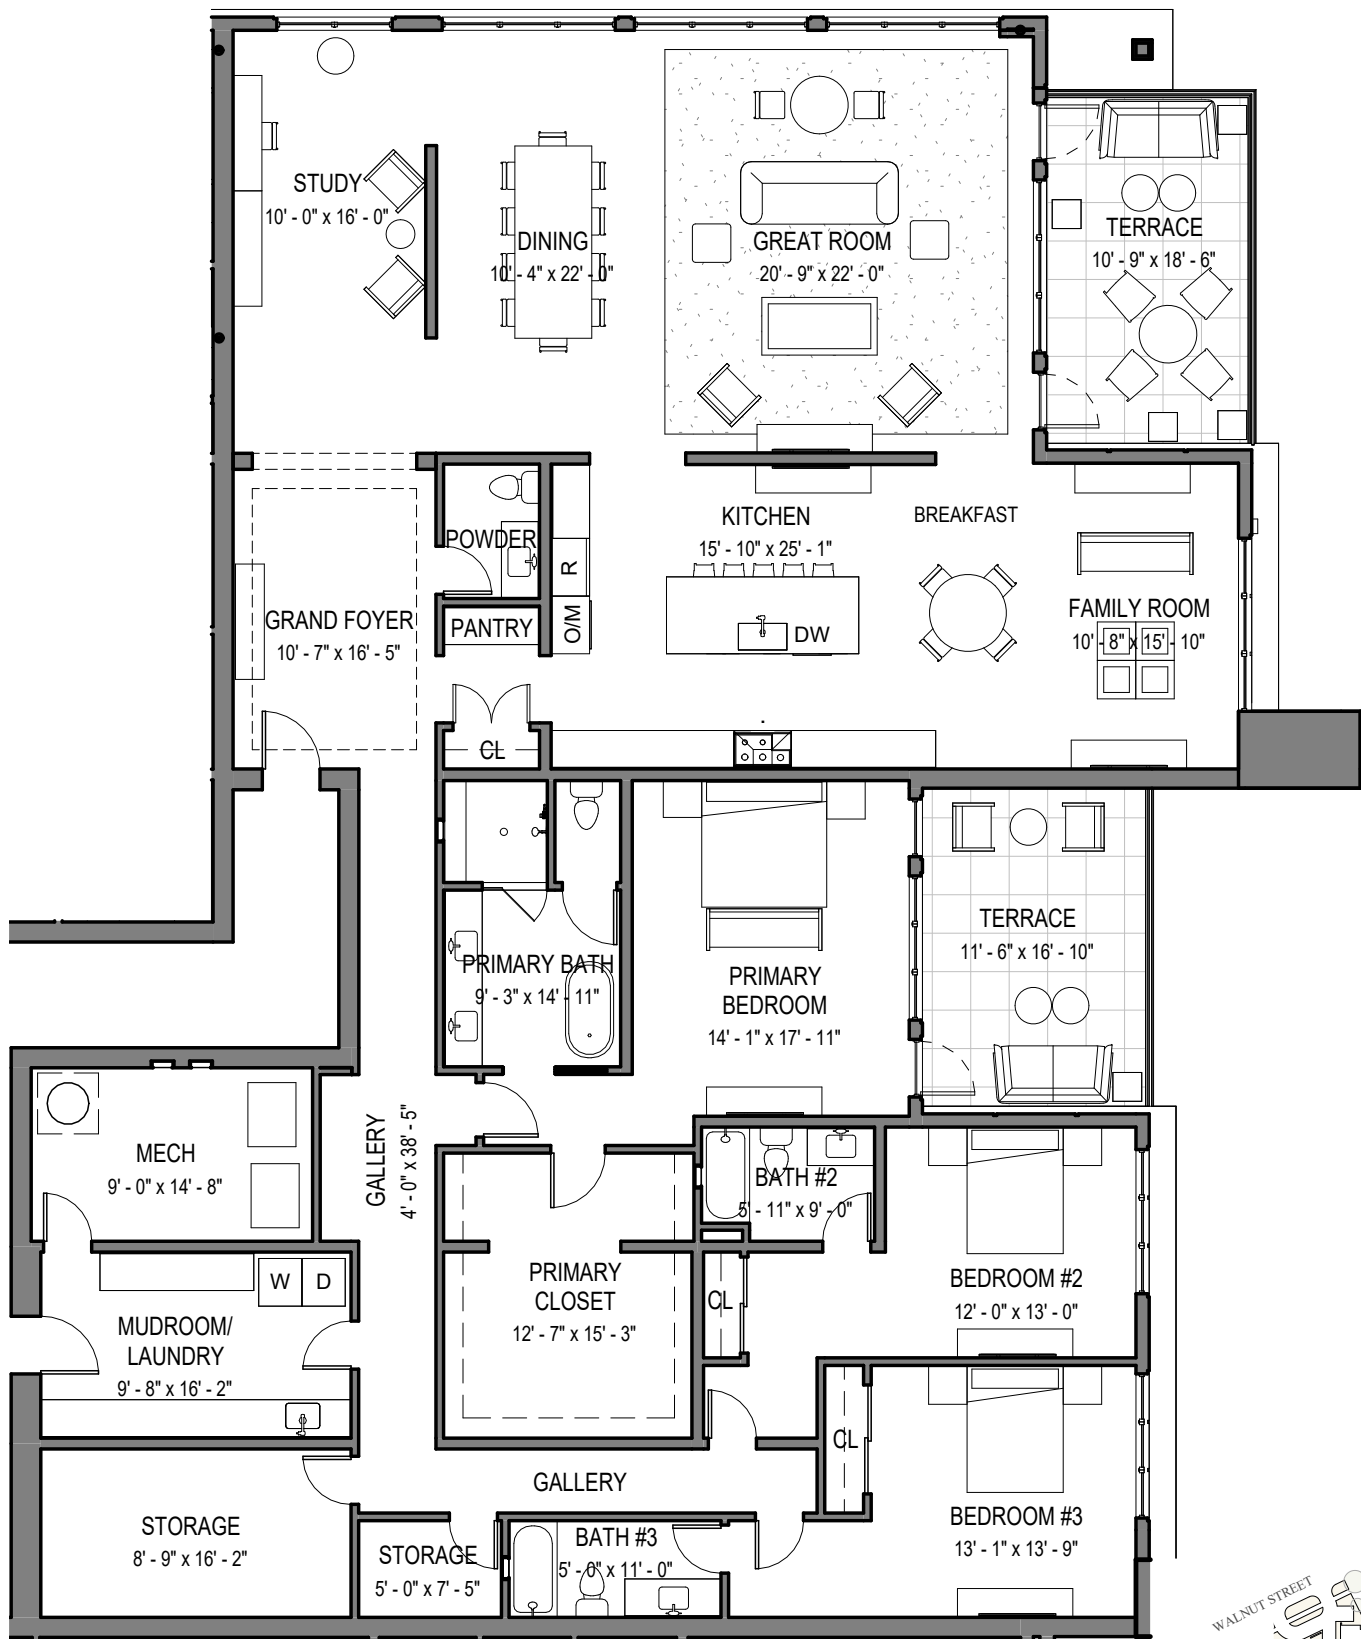 STUDY
10' - 0" x 16' - 0"
DINING
10' - 4" x 22' - 0"
GREAT ROOM
20' - 9" x 22' - 0"
TERRACE
10' - 9" x 18' - 6"
POWDER
R
O/M
PANTRY
CL
GRAND FOYER
10' - 7" x 16' - 5"
KITCHEN
15' - 10" x 25' - 1"
DW
BREAKFAST
FAMILY ROOM
10' - 8" x 15' - 10"
PRIMARY BATH
9' - 3" x 14' - 11"
PRIMARY
BEDROOM
14' - 1" x 17' - 11"
TERRACE
11' - 6" x 16' - 10"
MECH
9' - 0" x 14' - 8"
GALLERY
4' - 0" x 38' - 5"
BATH #2
5' - 11" x 9' - 0"
W
D
MUDROOM/
LAUNDRY
9' - 8" x 16' - 2"
PRIMARY
CLOSET
12' - 7" x 15' - 3"
CL
BEDROOM #2
12' - 0" x 13' - 0"
CL
GALLERY
STORAGE
8' - 9" x 16' - 2"
STORAGE
5' - 0" x 7' - 5"
BATH #3
5' - 0" x 11' - 0"
BEDROOM #3
13' - 1" x 13' - 9"
WALNUT STREET